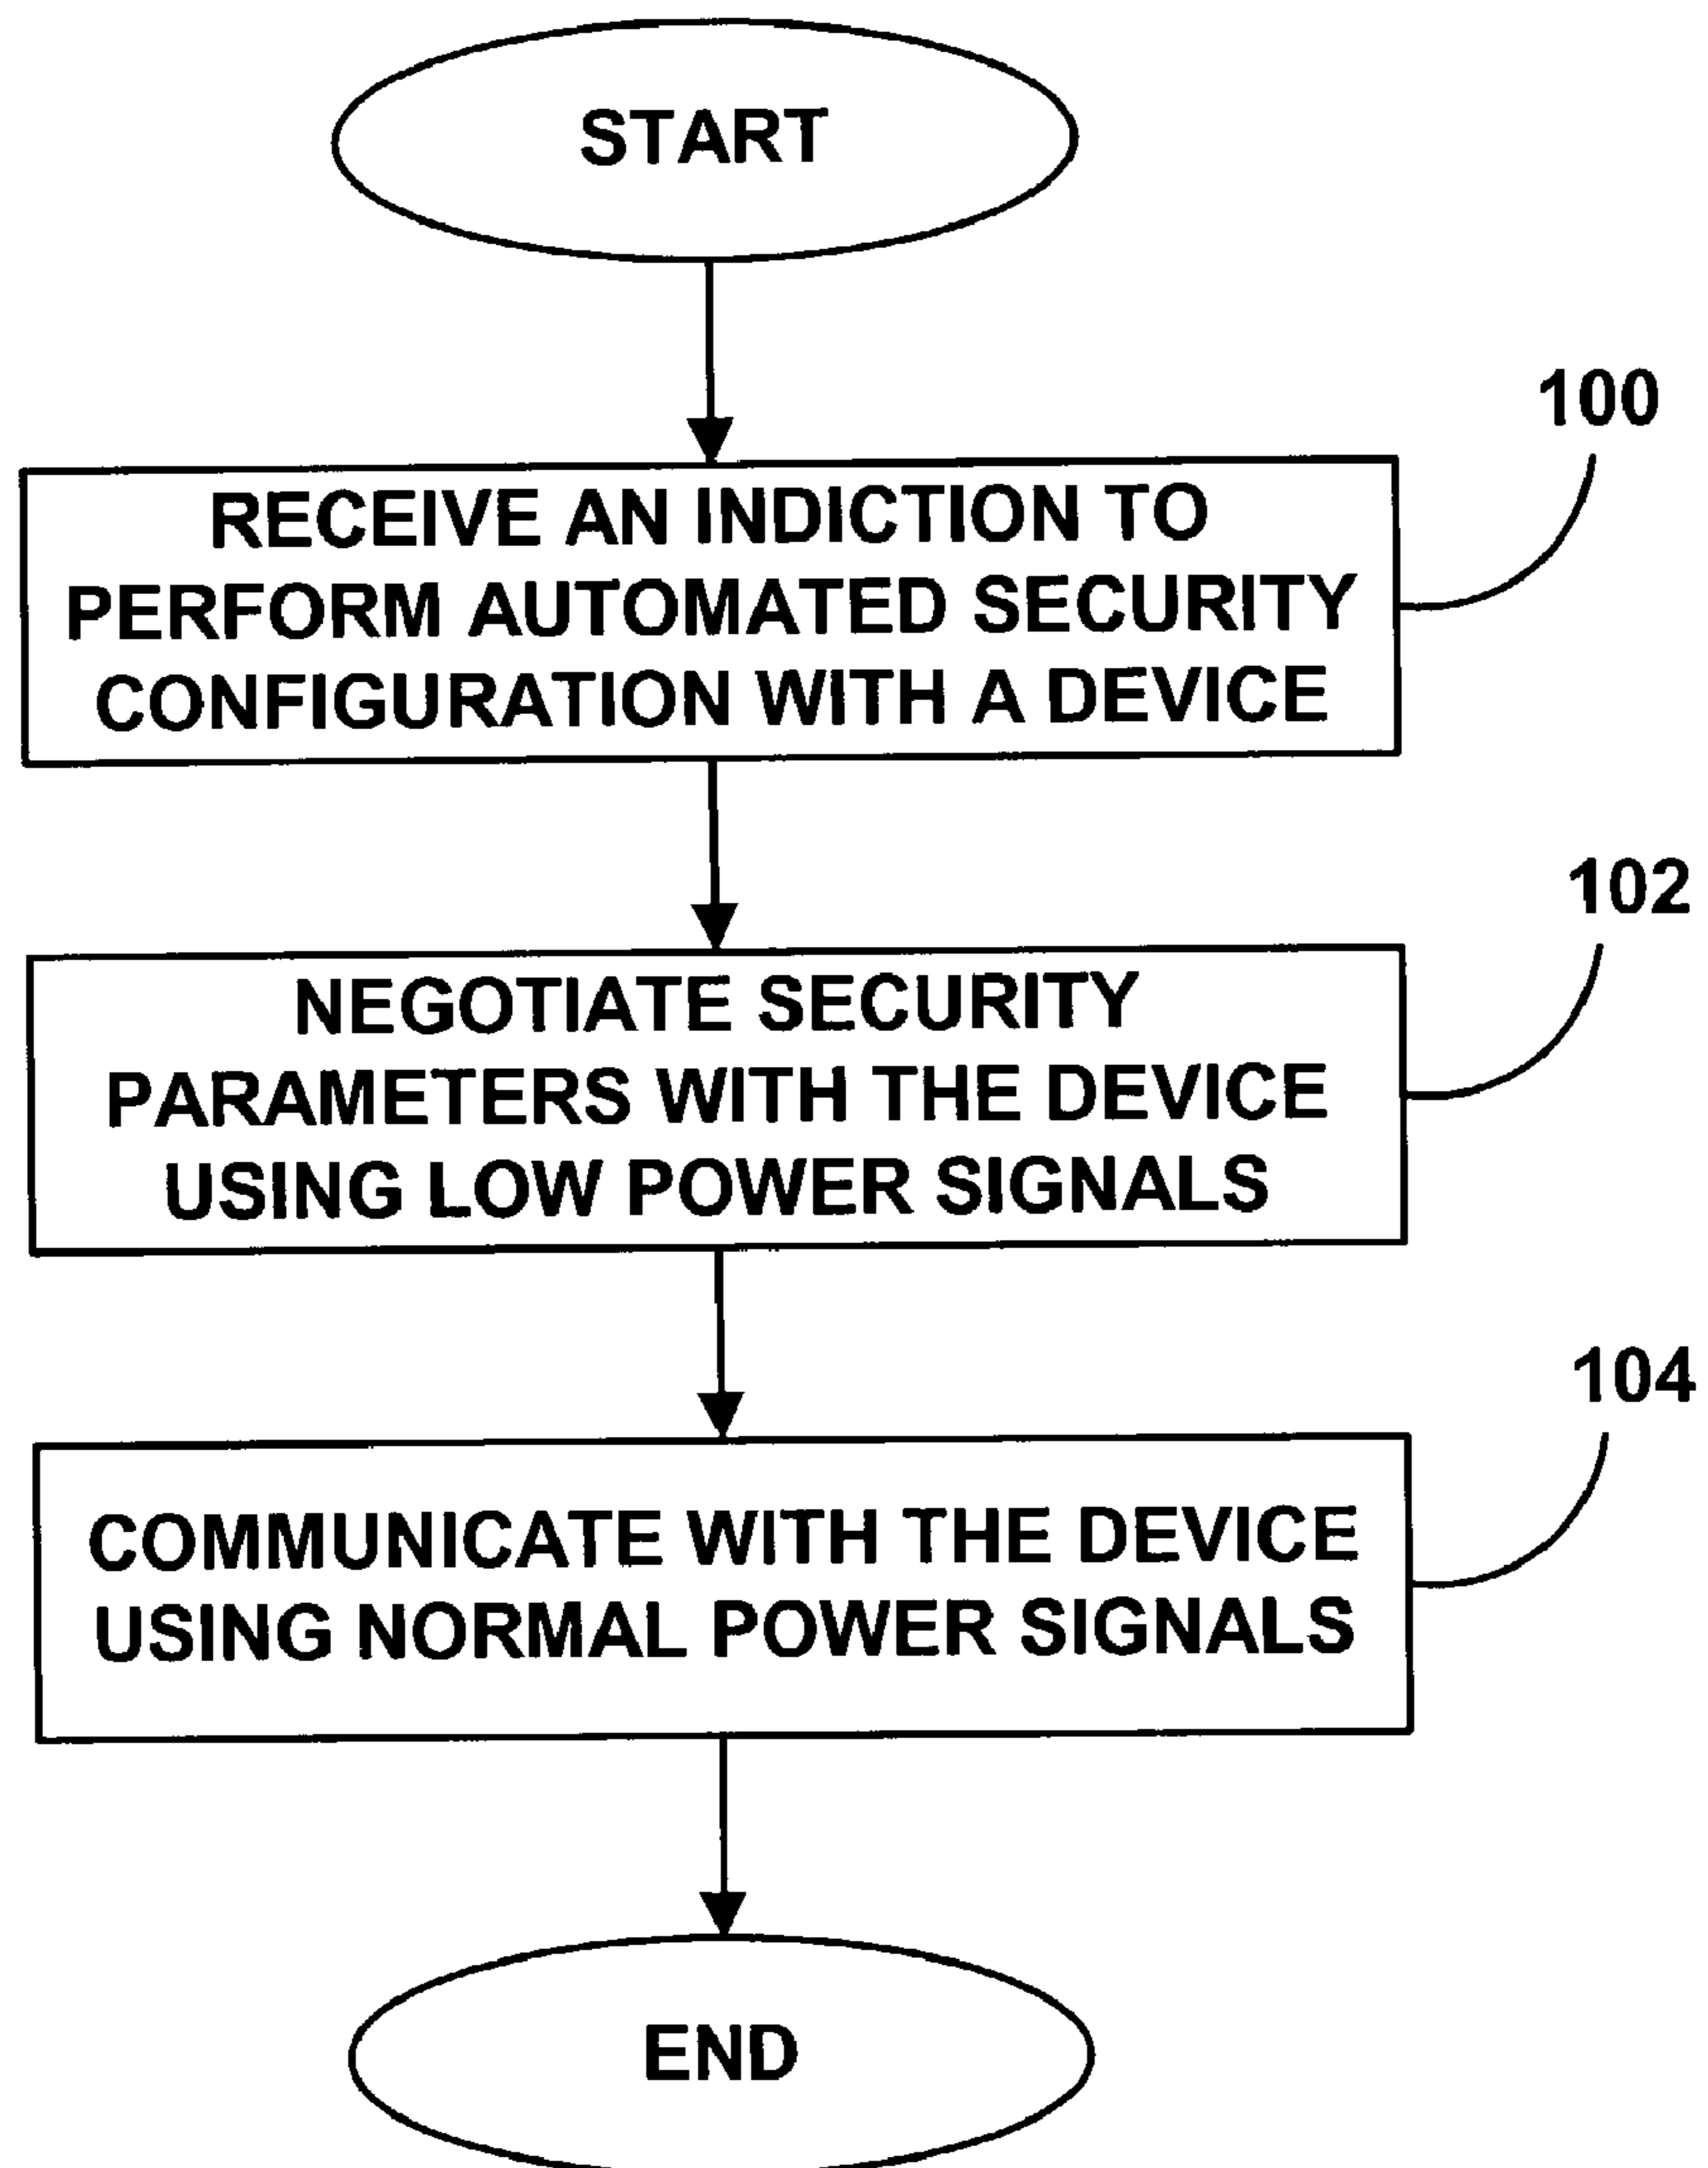 START
100
RECEIVE AN INDICTION TO
PERFORM AUTOMATED SECURITY
CONFIGURATION WITH A DEVICE
102
NEGOTIATE SECURITY
PARAMETERS WITH THE DEVICE
USING LOW POWER SIGNALS
104
COMMUNICATE WITH THE DEVICE
USING NORMAL POWER SIGNALS
END